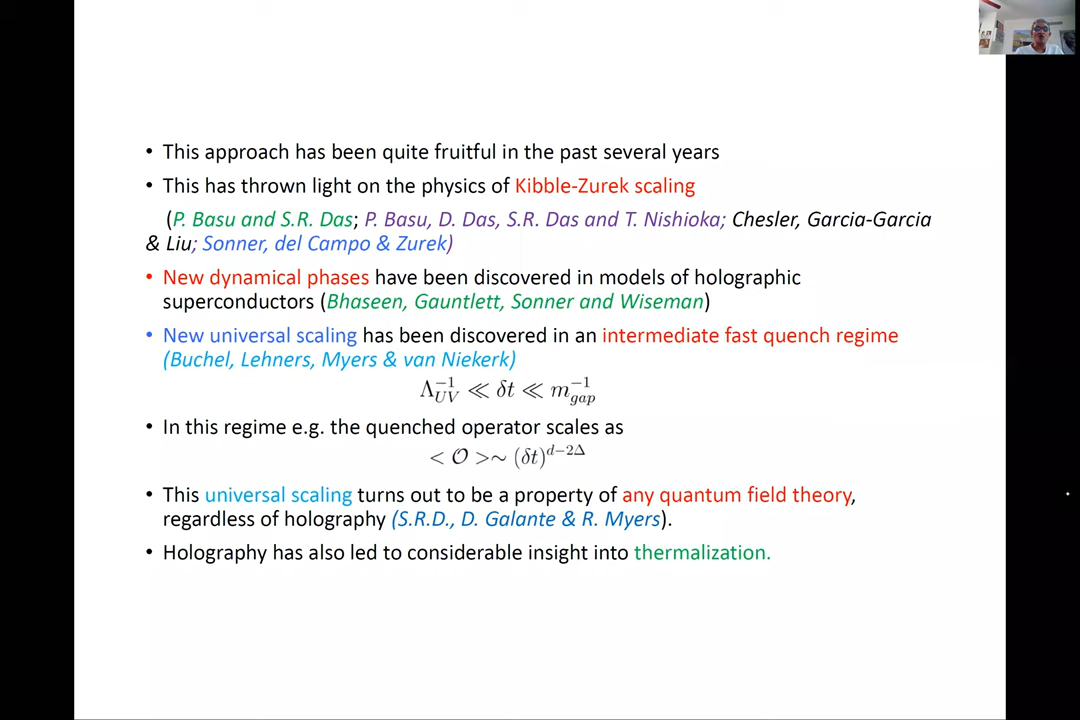 • This approach has been quite fruitful in the past several years
• This has thrown light on the physics of Kibble-Zurek scaling
(P. Basu and S.R. Das; P. Basu, D. Das, S.R. Das and T. Nishioka; Chesler, Garcia-Garcia
& Liu; Sonner, del Campo & Zurek)
• New dynamical phases have been discovered in models of holographic
superconductors (Bhaseen, Gauntlett, Sonner and Wiseman)
• New universal scaling has been discovered in an intermediate fast quench regime
(Buchel, Lehners, Myers & van Niekerk)
Λ_{UV}^{-1} ≪ δt ≪ m_{gap}^{-1}
• In this regime e.g. the quenched operator scales as
< 𝒪 >∼ (δt)^{d−2Δ}
• This universal scaling turns out to be a property of any quantum field theory,
regardless of holography (S.R.D., D. Galante & R. Myers).
• Holography has also led to considerable insight into thermalization.